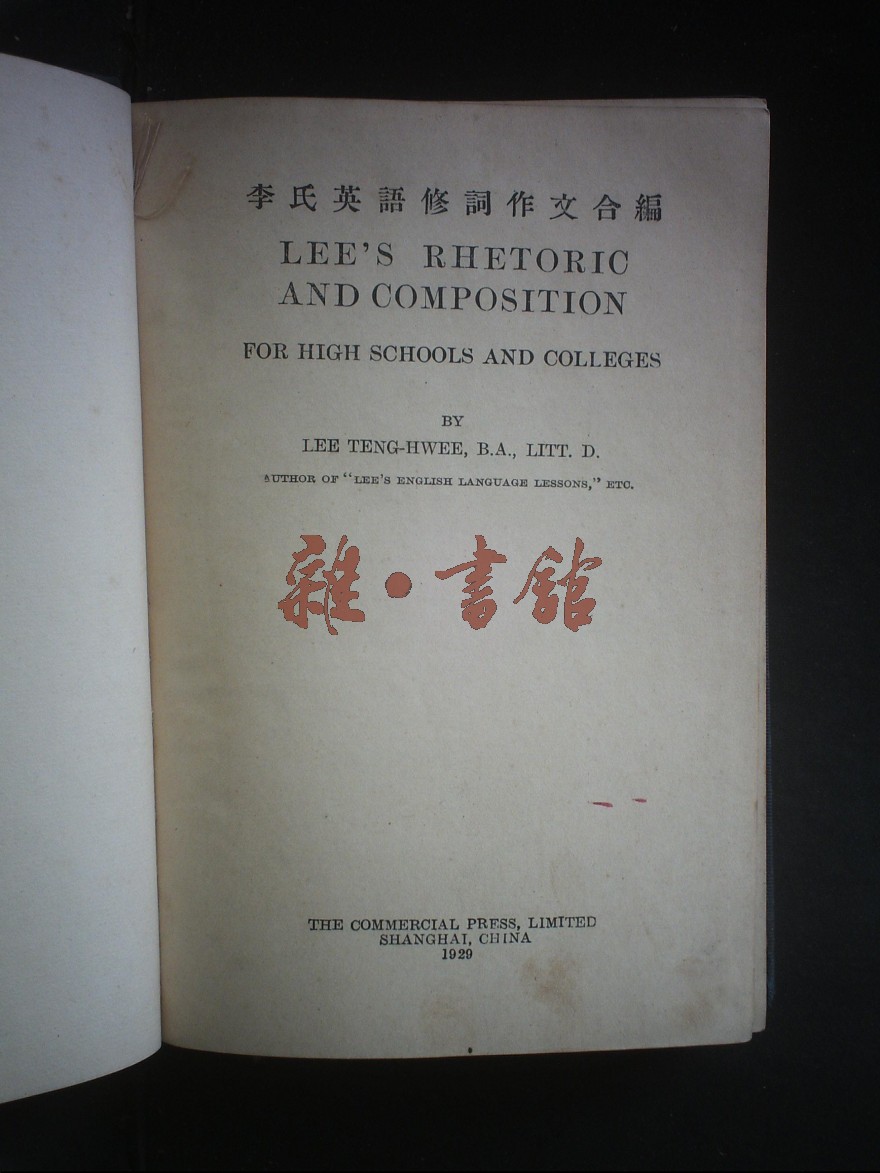 李氏英語修詞作文合編
LEE'S RHETORIC
AND COMPOSITION
FOR HIGH SCHOOLS AND COLLEGES
BY
LEE TENG-HWEE, B.A., LITT. D.
AUTHOR OF "LEE'S ENGLISH LANGUAGE LESSONS," ETC.
雜·書館
THE COMMERCIAL PRESS, LIMITED
SHANGHAI, CHINA
1929